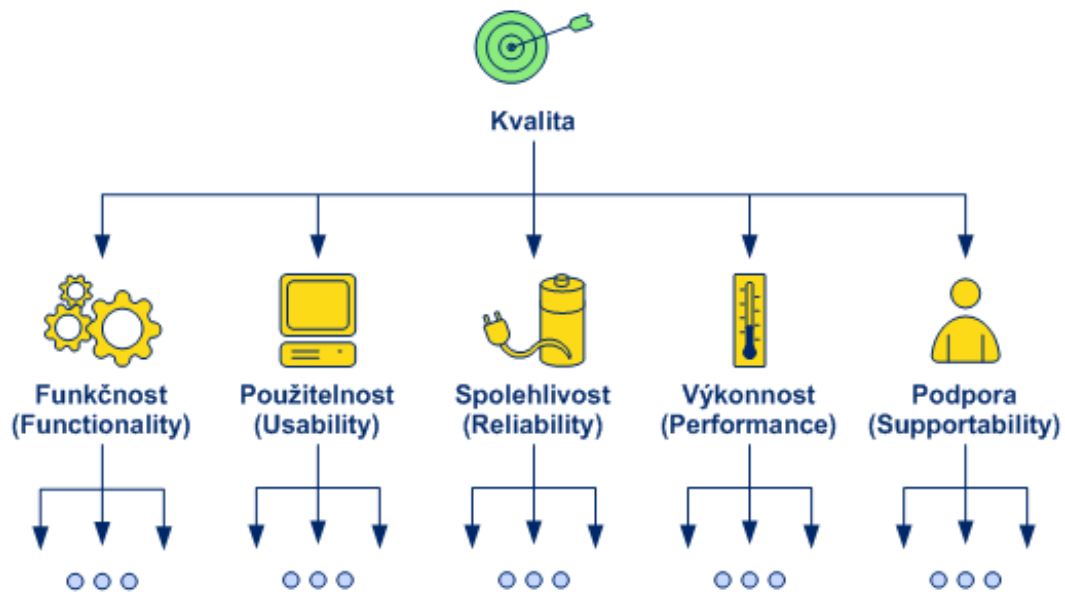 Kvalita
Funkčnost
(Functionality)
Použitelnost
(Usability)
Spolehlivost
(Reliability)
Výkonnost
(Performance)
Podpora
(Supportability)